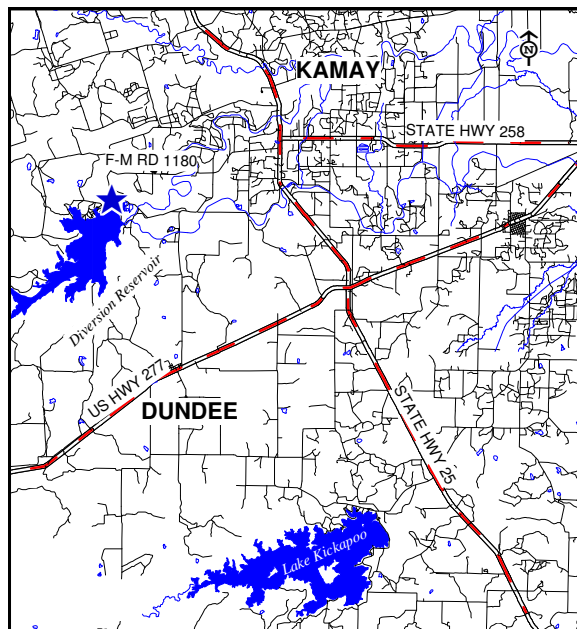 N
KAMAY
STATE HWY 258
F-M RD 1180
Diversion Reservoir
US HWY 277
DUNDEE
STATE HWY 25
Lake Kickapoo